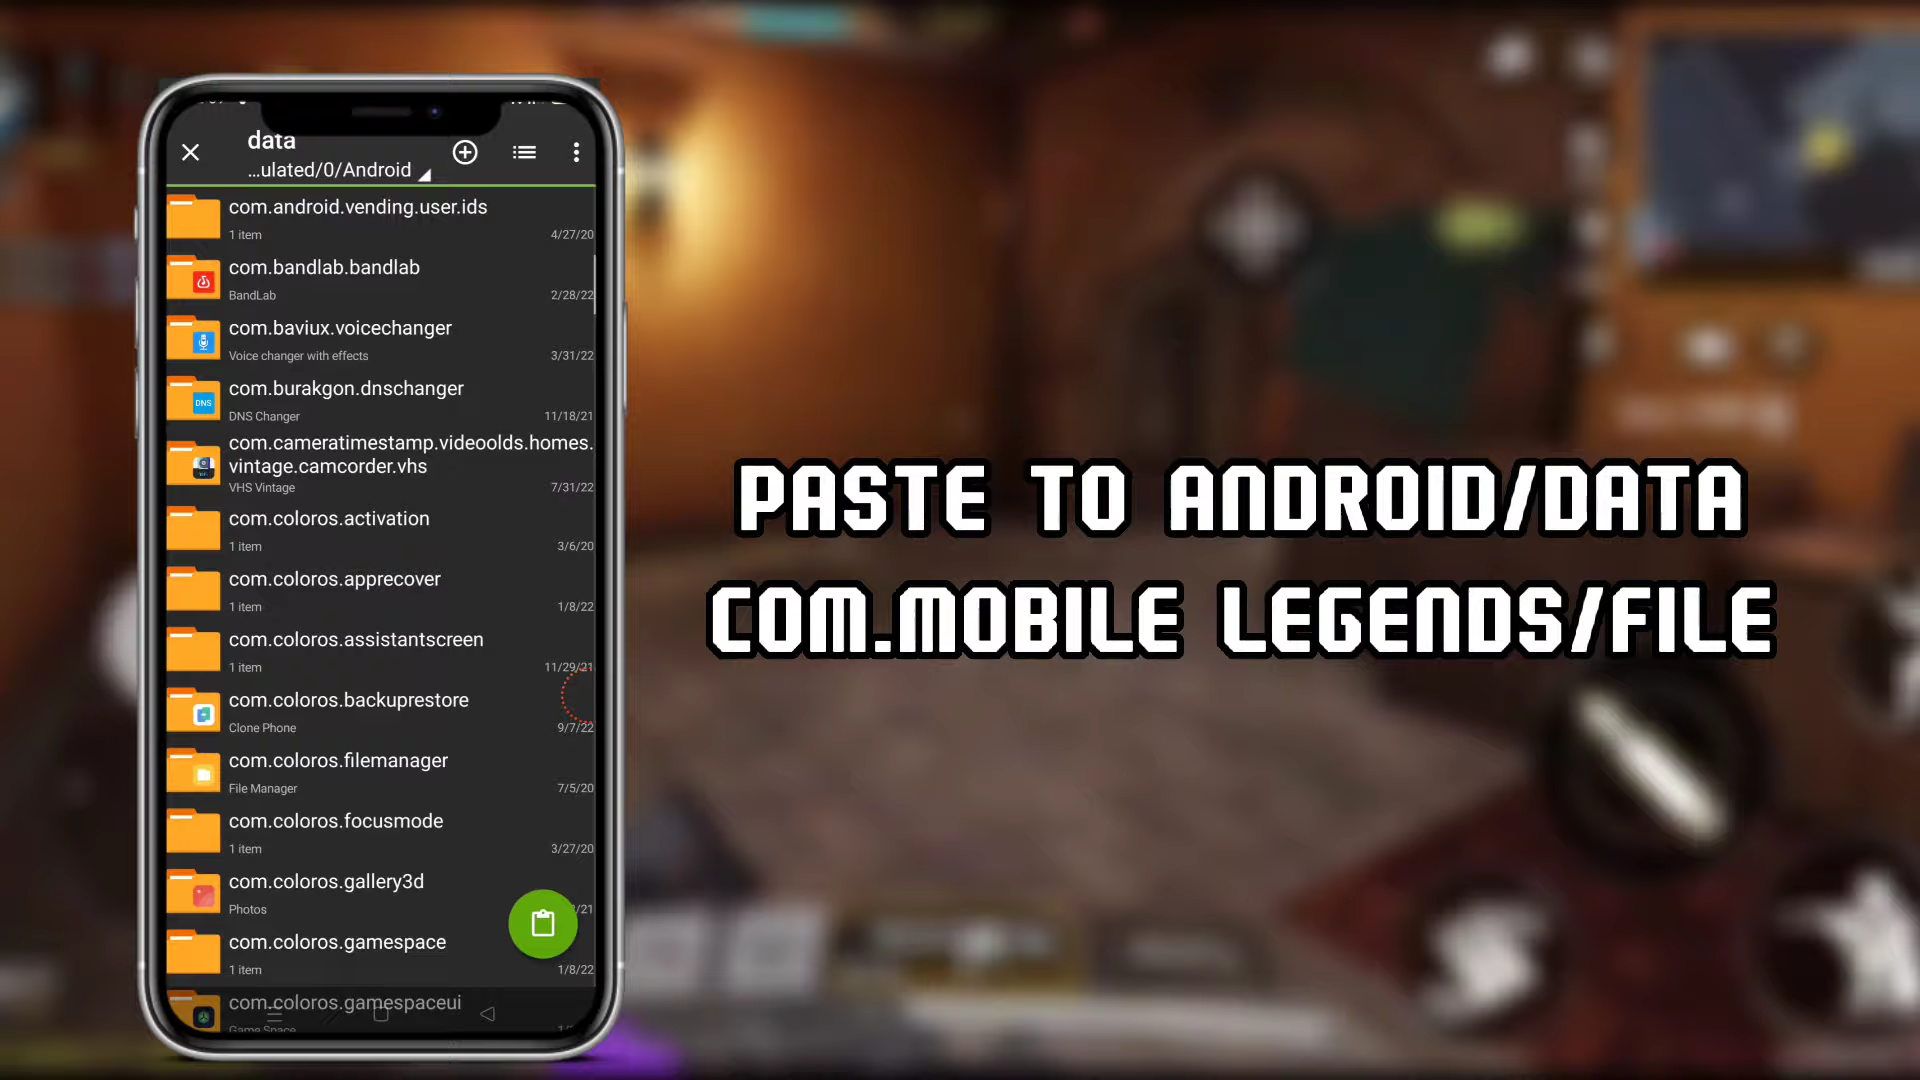 data
...ulated/0/Android
com.android.vending.user.ids
1 item 4/27/20
com.bandlab.bandlab
BandLab 2/28/22
com.baviux.voicechanger
Voice changer with effects 3/31/22
com.burakgon.dnschanger
DNS
DNS Changer 11/18/21
com.cameratimestamp.videoolds.homes.
vintage.camcorder.vhs
VHS Vintage 7/31/22
com.coloros.activation
1 item 3/6/20
com.coloros.apprecover
1 item 1/8/22
com.coloros.assistantscreen
1 item 11/29/21
com.coloros.backuprestore
Clone Phone 9/7/22
com.coloros.filemanager
File Manager 7/5/20
com.coloros.focusmode
1 item 3/27/20
com.coloros.gallery3d
Photos /21
com.coloros.gamespace
1 item 1/8/22
com.coloros.gamespaceui
Game Space
PASTE TO ANDROID/DATA
COM.MOBILE LEGENDS/FILE